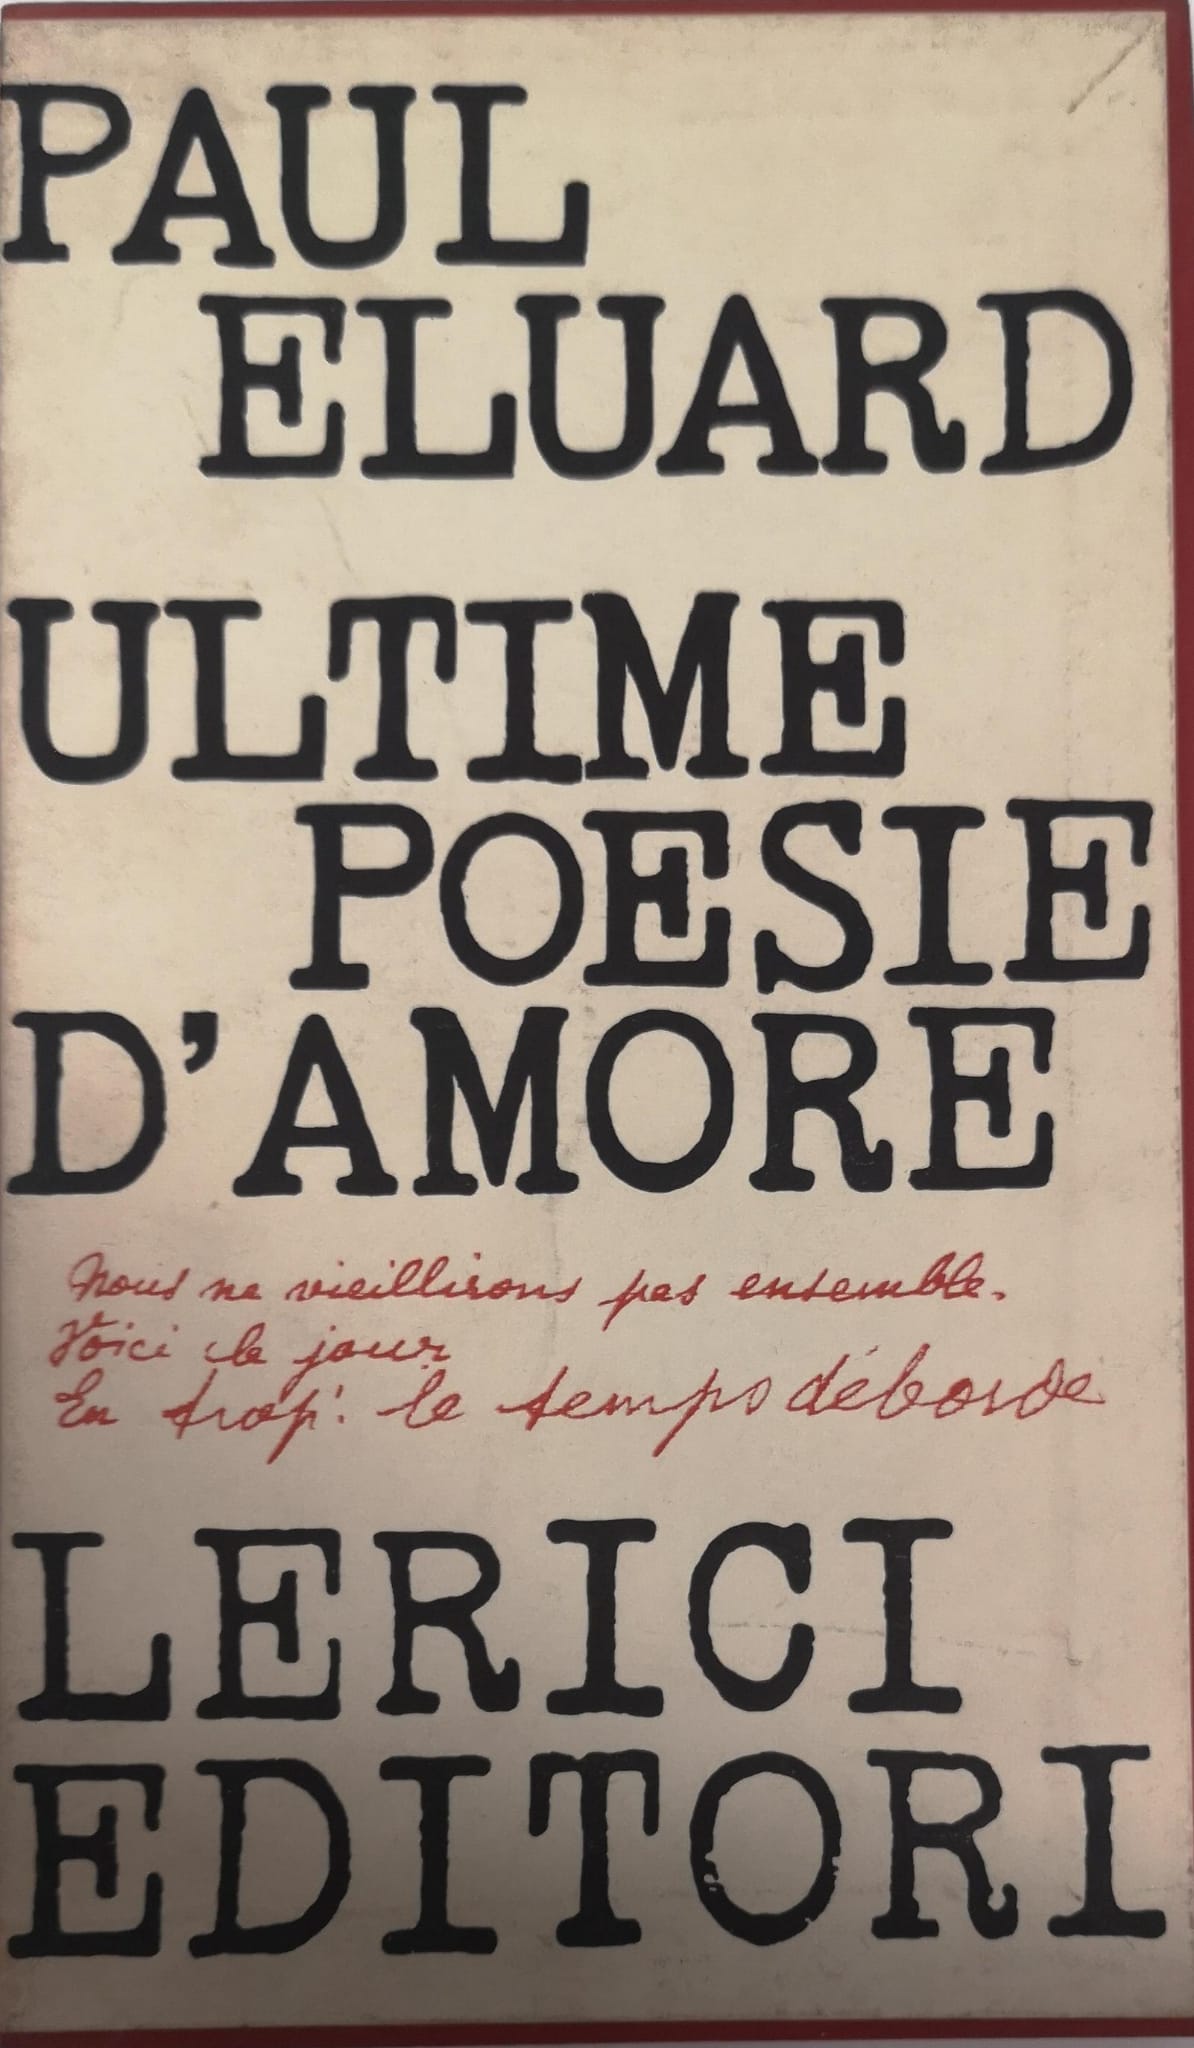 PAUL
ELUARD
ULTIME
POESIE
D'AMORE
Nous ne vieillirons pas ensemble.
Voici le jour
En trop: le temps déborde
LERICI
EDITORI